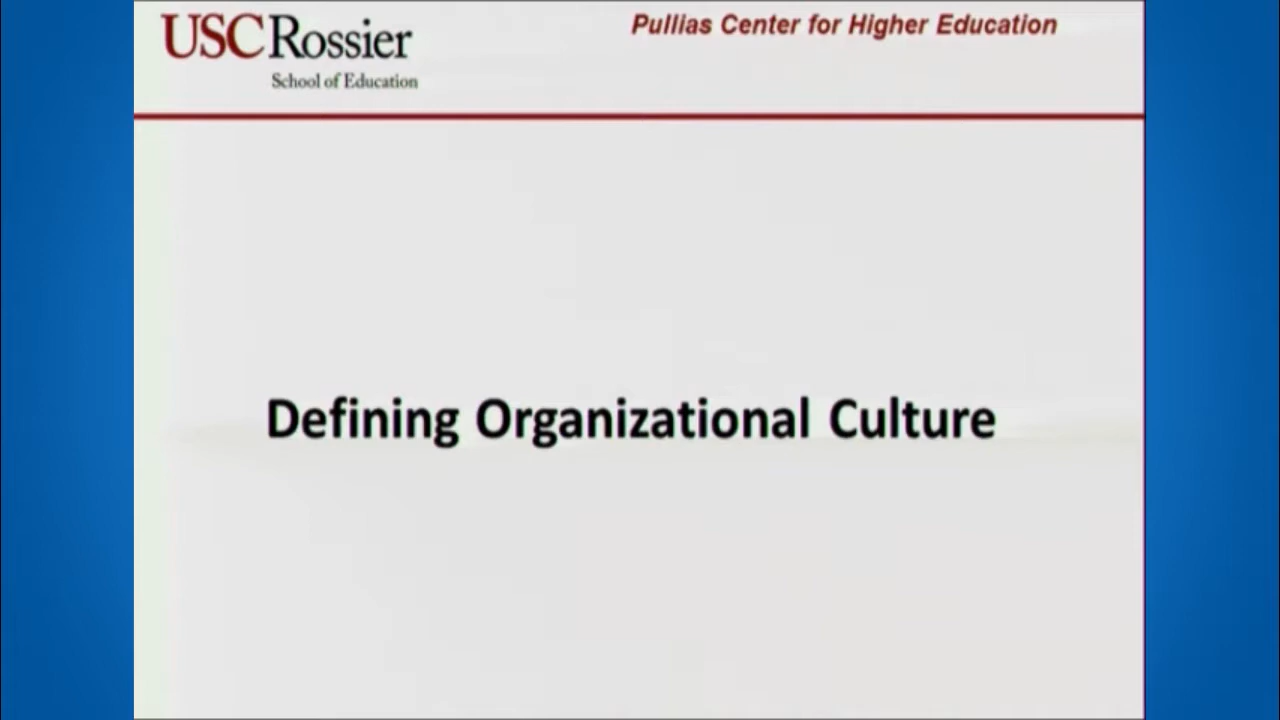 USC Rossier
School of Education
Pullias Center for Higher Education
Defining Organizational Culture